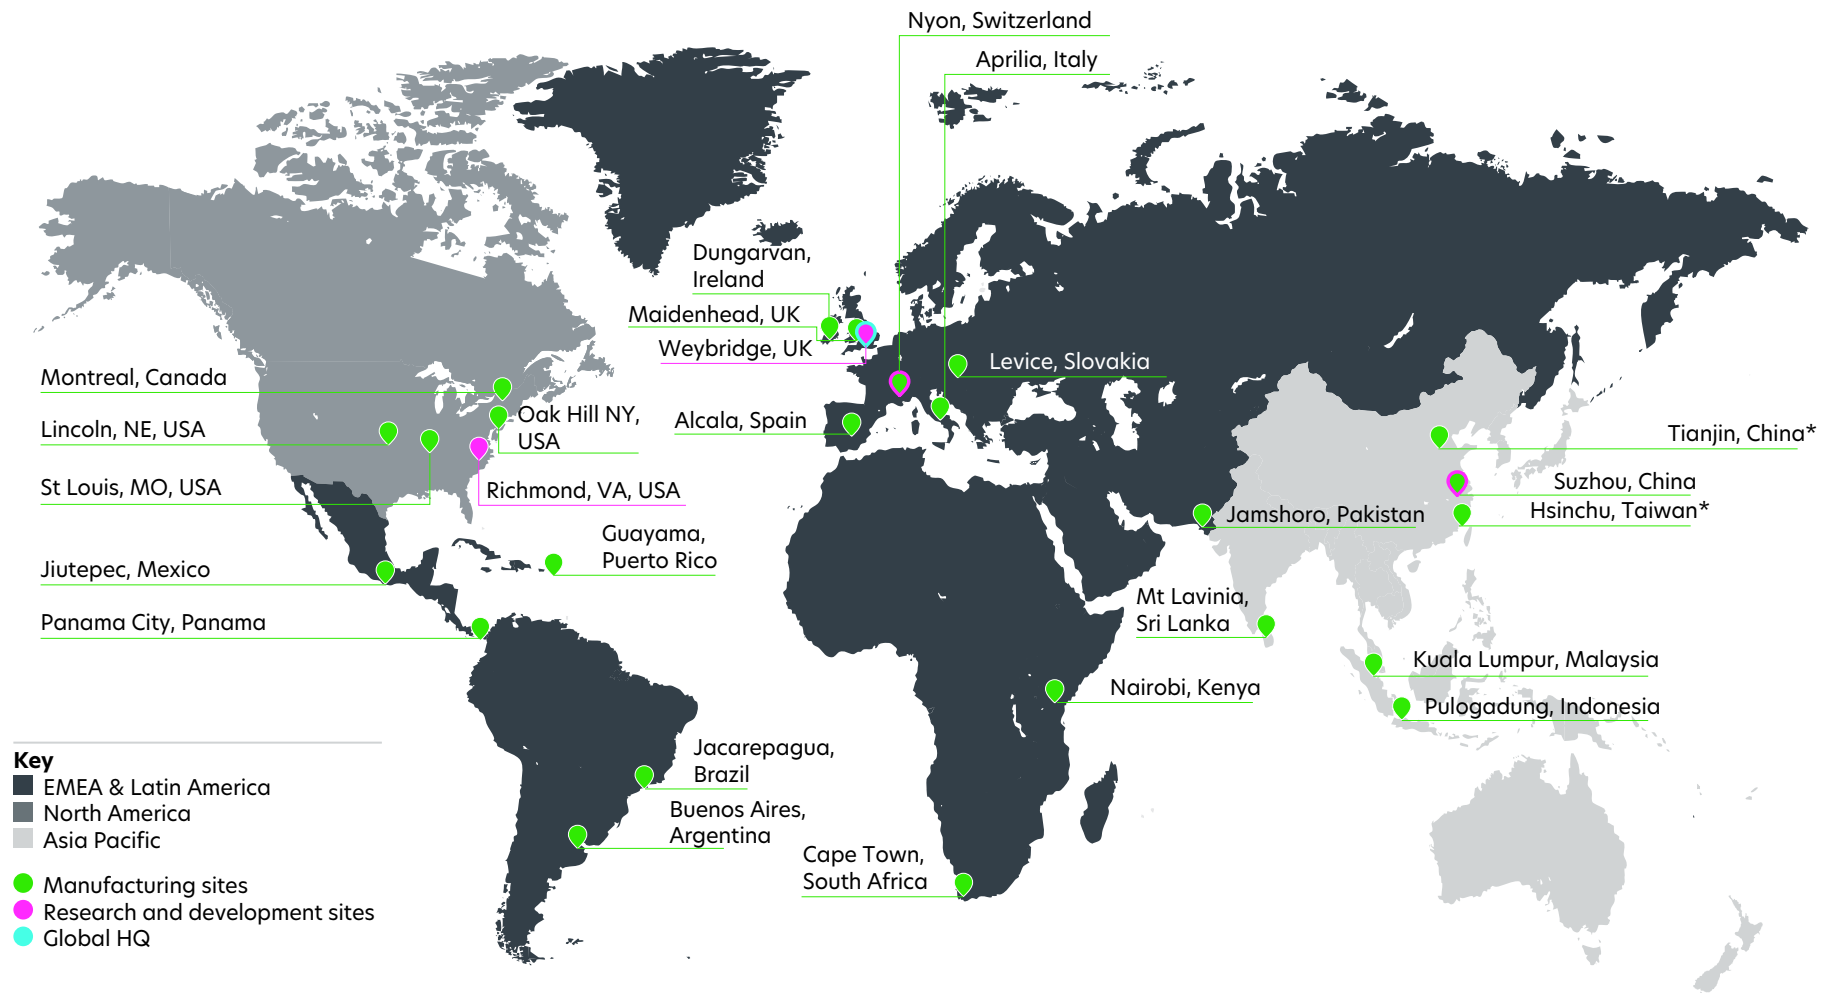 Nyon, Switzerland
Aprilia, Italy
Dungarvan,
Ireland
Maidenhead, UK
Weybridge, UK
Levice, Slovakia
Montreal, Canada
Oak Hill NY,
USA
Alcala, Spain
Lincoln, NE, USA
Tianjin, China*
St Louis, MO, USA
Richmond, VA, USA
Suzhou, China
Hsinchu, Taiwan*
Jamshoro, Pakistan
Guayama,
Puerto Rico
Jiutepec, Mexico
Mt Lavinia,
Sri Lanka
Panama City, Panama
Kuala Lumpur, Malaysia
Nairobi, Kenya
Pulogadung, Indonesia
Jacarepagua,
Brazil
Buenos Aires,
Argentina
Cape Town,
South Africa
Key
EMEA & Latin America
North America
Asia Pacific
Manufacturing sites
Research and development sites
Global HQ